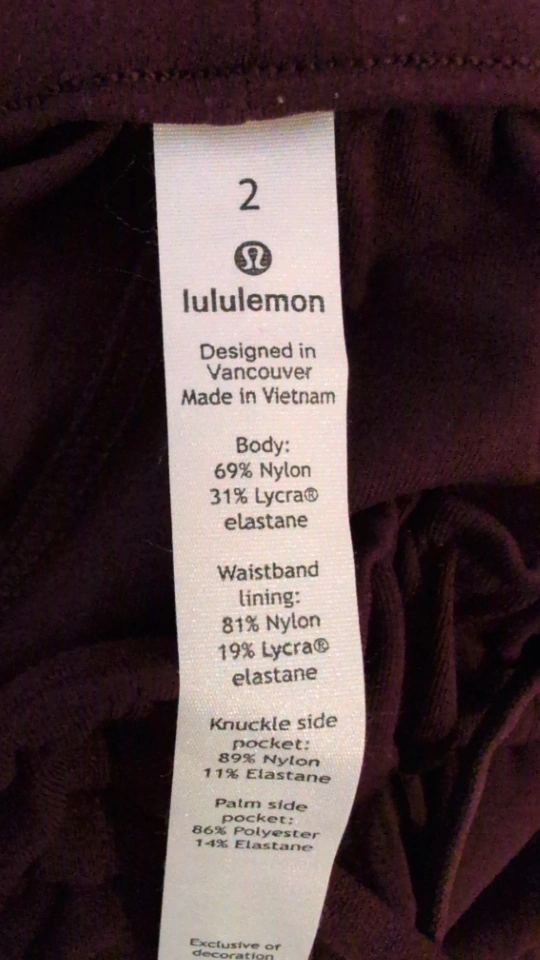 2
lululemon
Designed in
Vancouver
Made in Vietnam
Body:
69% Nylon
31% Lycra®
elastane
Waistband
lining:
81% Nylon
19% Lycra®
elastane
Knuckle side
pocket:
89% Nylon
11% Elastane
Palm side
pocket:
86% Polyester
14% Elastane
Exclusive of
decoration